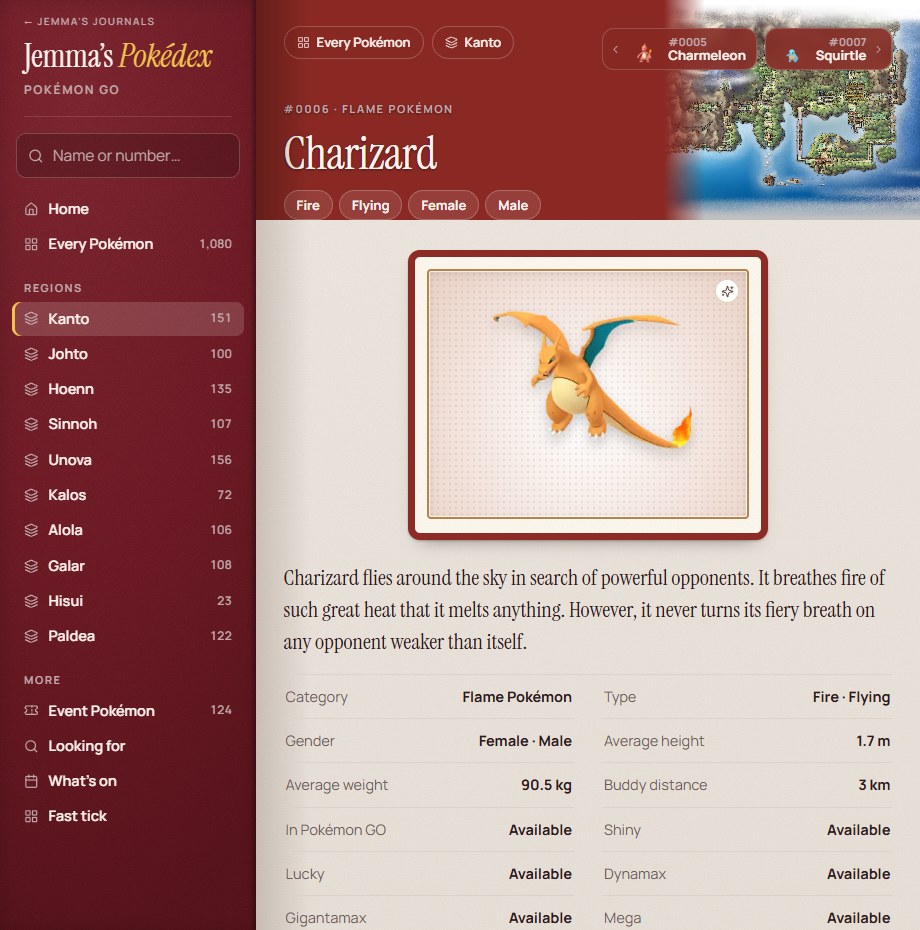 ← JEMMA'S JOURNALS
Jemma's Pokédex
POKÉMON GO
Name or number...
Home
Every Pokémon 1,080
REGIONS
Kanto 151
Johto 100
Hoenn 135
Sinnoh 107
Unova 156
Kalos 72
Alola 106
Galar 108
Hisui 23
Paldea 122
MORE
Event Pokémon 124
Looking for
What's on
Fast tick
Every Pokémon
Kanto
#0005
Charmeleon
#0007
Squirtle
#0006 · FLAME POKÉMON
Charizard
Fire
Flying
Female
Male
Charizard flies around the sky in search of powerful opponents. It breathes fire of
such great heat that it melts anything. However, it never turns its fiery breath on
any opponent weaker than itself.
Category Flame Pokémon Type Fire · Flying
Gender Female · Male Average height 1.7 m
Average weight 90.5 kg Buddy distance 3 km
In Pokémon GO Available Shiny Available
Lucky Available Dynamax Available
Gigantamax Available Mega Available